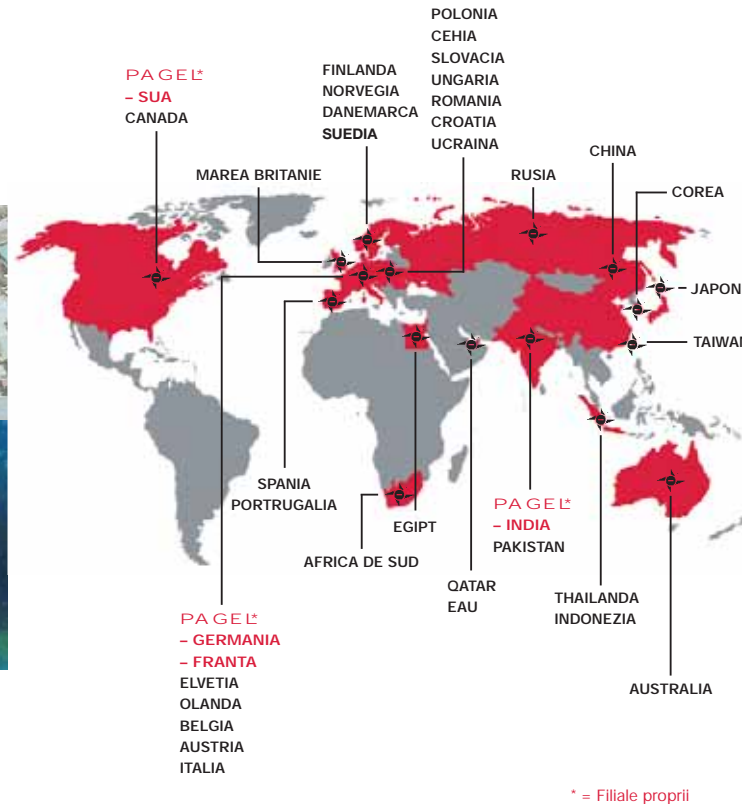 POLONIA
CEHIA
SLOVACIA
UNGARIA
ROMANIA
CROATIA
UCRAINA
FINLANDA
NORVEGIA
DANEMARCA
SUEDIA
PAGEL*
– SUA
CANADA
MAREA BRITANIE
RUSIA
CHINA
COREA
JAPON
TAIWAN
SPANIA
PORTRUGALIA
EGIPT
AFRICA DE SUD
PAGEL*
– INDIA
PAKISTAN
QATAR
EAU
THAILANDA
INDONEZIA
AUSTRALIA
PAGEL*
– GERMANIA
– FRANTA
ELVETIA
OLANDA
BELGIA
AUSTRIA
ITALIA
* = Filiale proprii